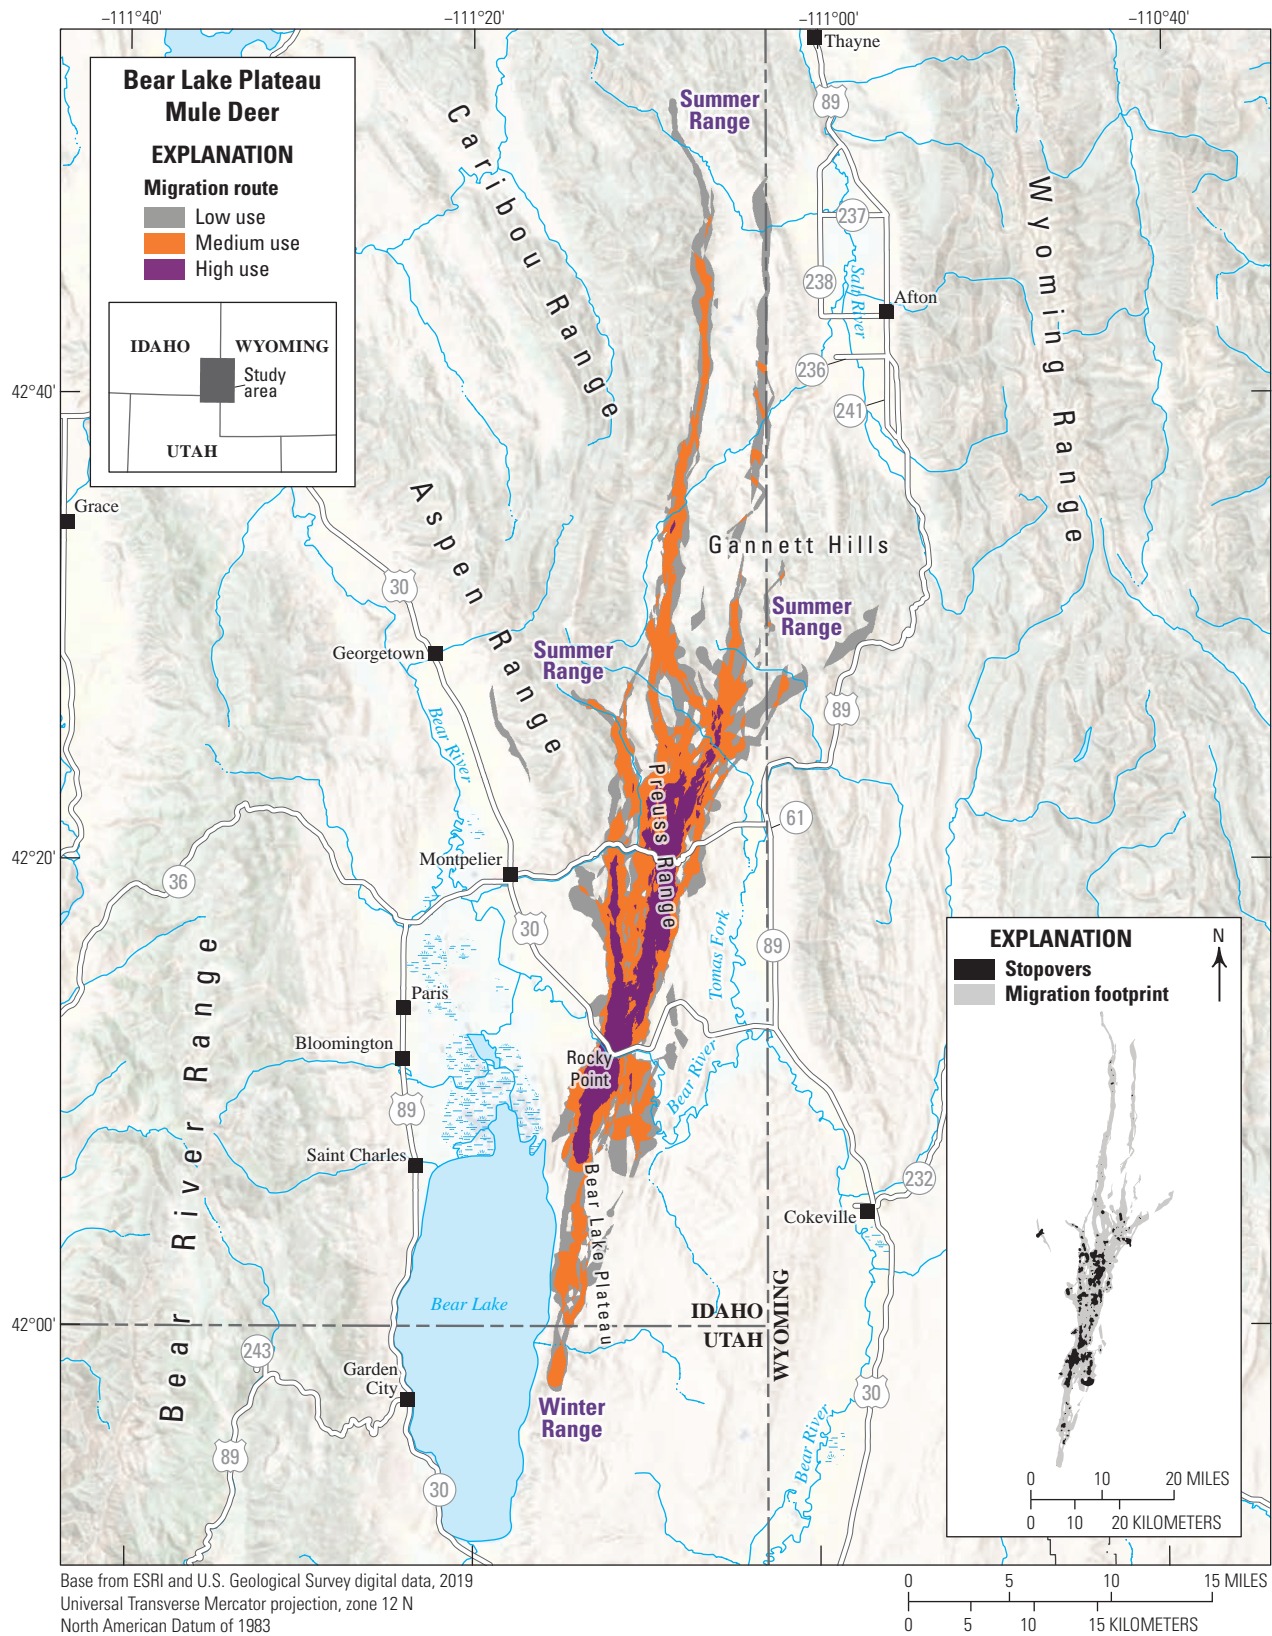 −111°40'
−111°20'
−111°00'
−110°40'
Bear Lake Plateau
Mule Deer
EXPLANATION
Migration route
Low use
Medium use
High use
IDAHO
WYOMING
Study
area
UTAH
Thayne
89
Summer
Range
Caribou Range
Wyoming Range
237
238
Salt River
Afton
42°40'
236
241
Grace
Aspen Range
Gannett Hills
30
Summer
Range
Georgetown
Summer
Range
89
Bear River
Preuss Range
61
42°20'
Montpelier
36
30
Tomas Fork
89
Bear River Range
Paris
Bloomington
Rocky
Point
Bear River
89
Saint Charles
232
Bear Lake Plateau
Cokeville
Bear Lake
IDAHO
UTAH
WYOMING
42°00'
243
Garden
City
30
Winter
Range
Bear River
89
30
EXPLANATION
Stopovers
Migration footprint
N
0 10 20 MILES
0 10 20 KILOMETERS
Base from ESRI and U.S. Geological Survey digital data, 2019
Universal Transverse Mercator projection, zone 12 N
North American Datum of 1983
0 5 10 15 MILES
0 5 10 15 KILOMETERS